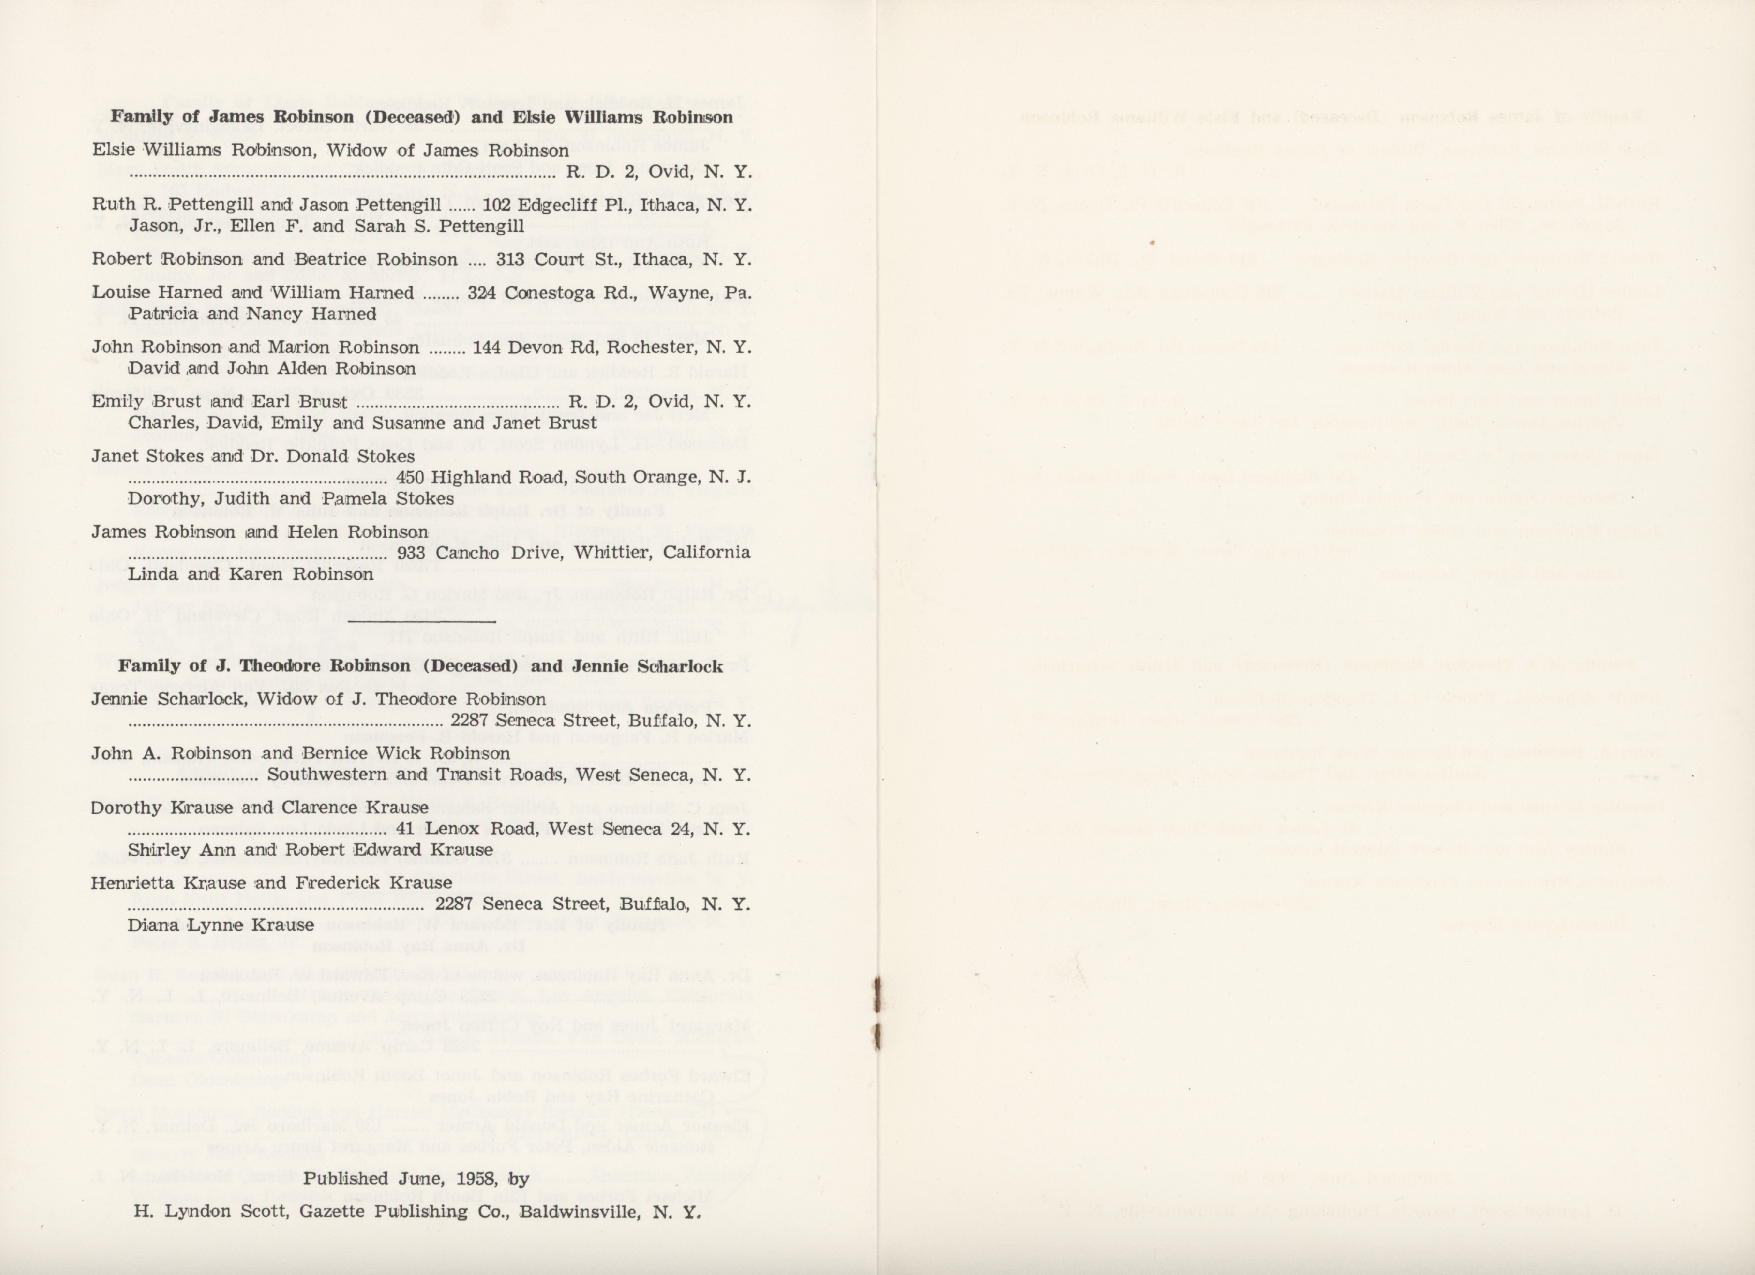 Family of James Robinson (Deceased) and Elsie Williams Robinson
Elsie Williams Robinson, Widow of James Robinson
........ R. D. 2, Ovid, N. Y.
Ruth R. Pettengill and Jason Pettengill ...... 102 Edgecliff Pl., Ithaca, N. Y.
Jason, Jr., Ellen F. and Sarah S. Pettengill
Robert Robinson and Beatrice Robinson .... 313 Court St., Ithaca, N. Y.
Louise Harned and William Harned ........ 324 Conestoga Rd., Wayne, Pa.
Patricia and Nancy Harned
John Robinson and Marion Robinson ........ 144 Devon Rd, Rochester, N. Y.
David and John Alden Robinson
Emily Brust and Earl Brust ........ R. D. 2, Ovid, N. Y.
Charles, David, Emily and Susanne and Janet Brust
Janet Stokes and Dr. Donald Stokes
........ 450 Highland Road, South Orange, N. J.
Dorothy, Judith and Pamela Stokes
James Robinson and Helen Robinson
........ 933 Cancho Drive, Whittier, California
Linda and Karen Robinson
Family of J. Theodore Robinson (Deceased) and Jennie Scharlock
Jennie Scharlock, Widow of J. Theodore Robinson
........ 2287 Seneca Street, Buffalo, N. Y.
John A. Robinson and Bernice Wick Robinson
........ Southwestern and Transit Roads, West Seneca, N. Y.
Dorothy Krause and Clarence Krause
........ 41 Lenox Road, West Seneca 24, N. Y.
Shirley Ann and Robert Edward Krause
Henrietta Krause and Frederick Krause
........ 2287 Seneca Street, Buffalo, N. Y.
Diana Lynne Krause
Published June, 1958, by
H. Lyndon Scott, Gazette Publishing Co., Baldwinsville, N. Y.